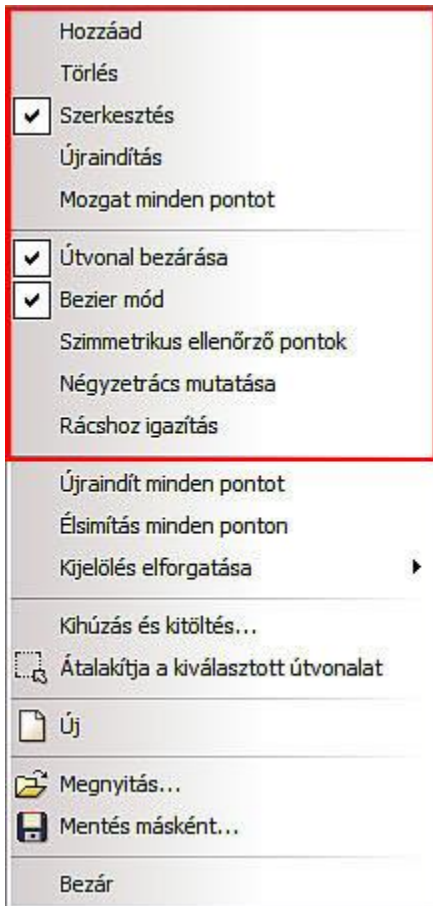 Hozzáad
Törlés
Szerkesztés
Újraindítás
Mozgat minden pontot
Útvonal bezárása
Bezier mód
Szimmetrikus ellenőrző pontok
Négyzetrács mutatása
Rácshoz igazítás
Újraindít minden pontot
Élsimítás minden ponton
Kijelölés elforgatása
Kihúzás és kitöltés...
Átalakítja a kiválasztott útvonalat
Új
Megnyitás...
Mentés másként...
Bezár